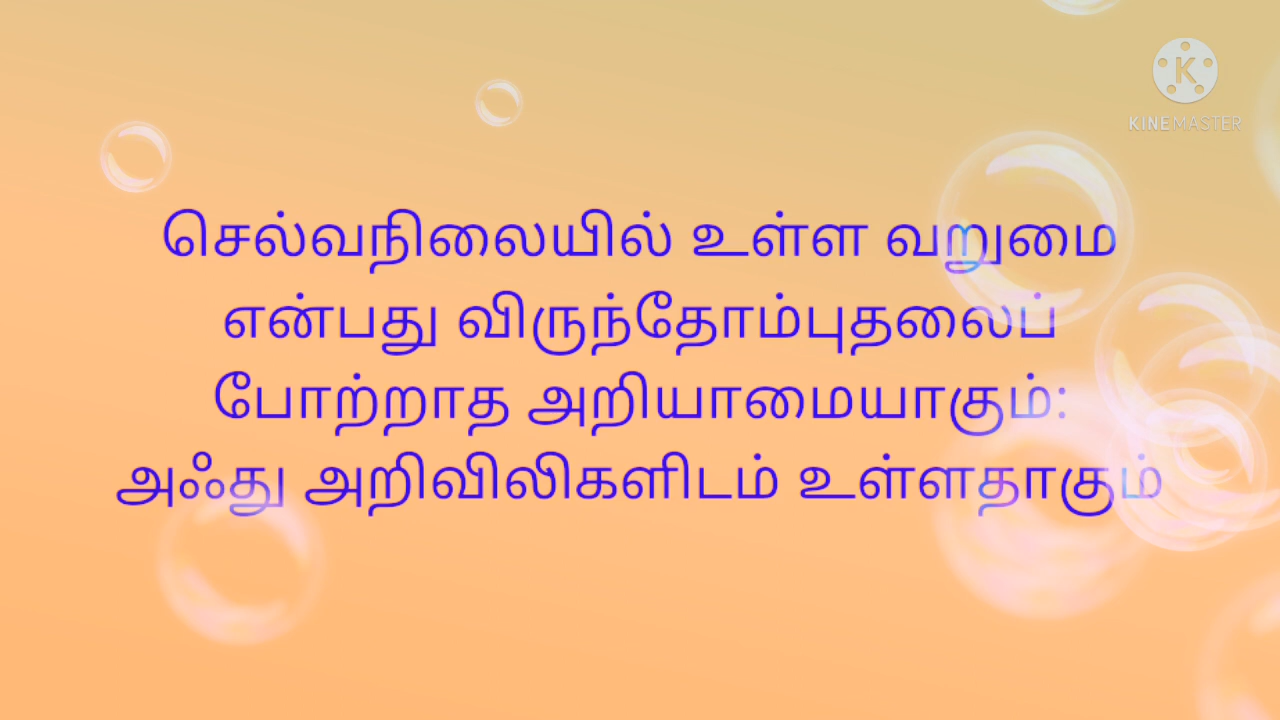 KINEMASTER
செல்வநிலையில் உள்ள வறுமை
என்பது விருந்தோம்புதலைப்
போற்றாத அறியாமையாகும்:
அஃது அறிவிலிகளிடம் உள்ளதாகும்